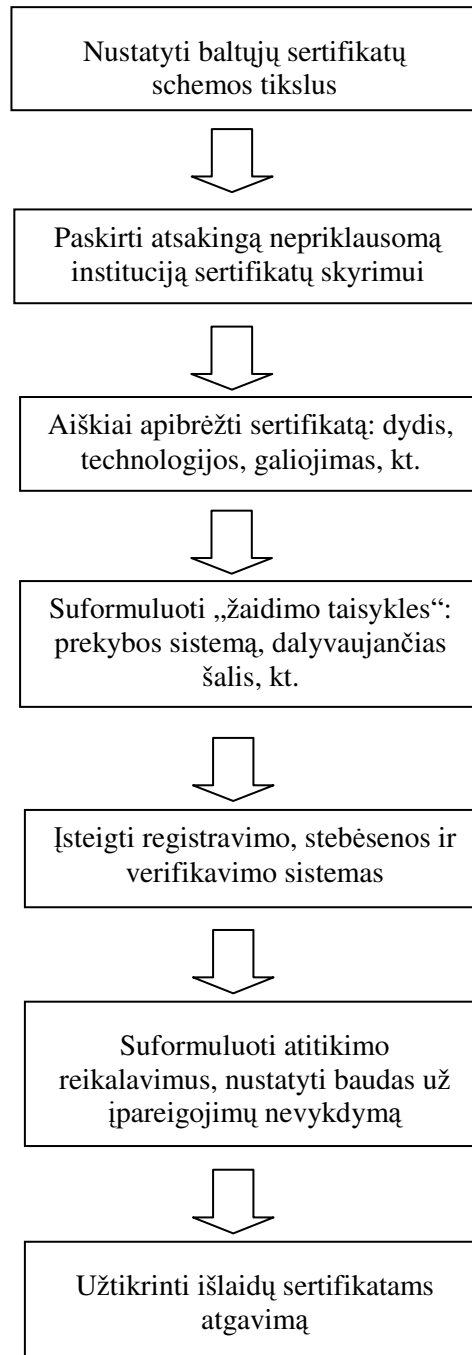 Nustatyti baltųjų sertifikatų
schemos tikslus
Paskirti atsakingą nepriklausomą
instituciją sertifikatų skyrimui
Aiškiai apibrėžti sertifikatą: dydis,
technologijos, galiojimas, kt.
Suformuluoti „žaidimo taisykles“:
prekybos sistemą, dalyvaujančias
šalis, kt.
Įsteigti registravimo, stebėsenos ir
verifikavimo sistemas
Suformuluoti atitikimo
reikalavimus, nustatyti baudas už
įpareigojimų nevykdymą
Užtikrinti išlaidų sertifikatams
atgavimą